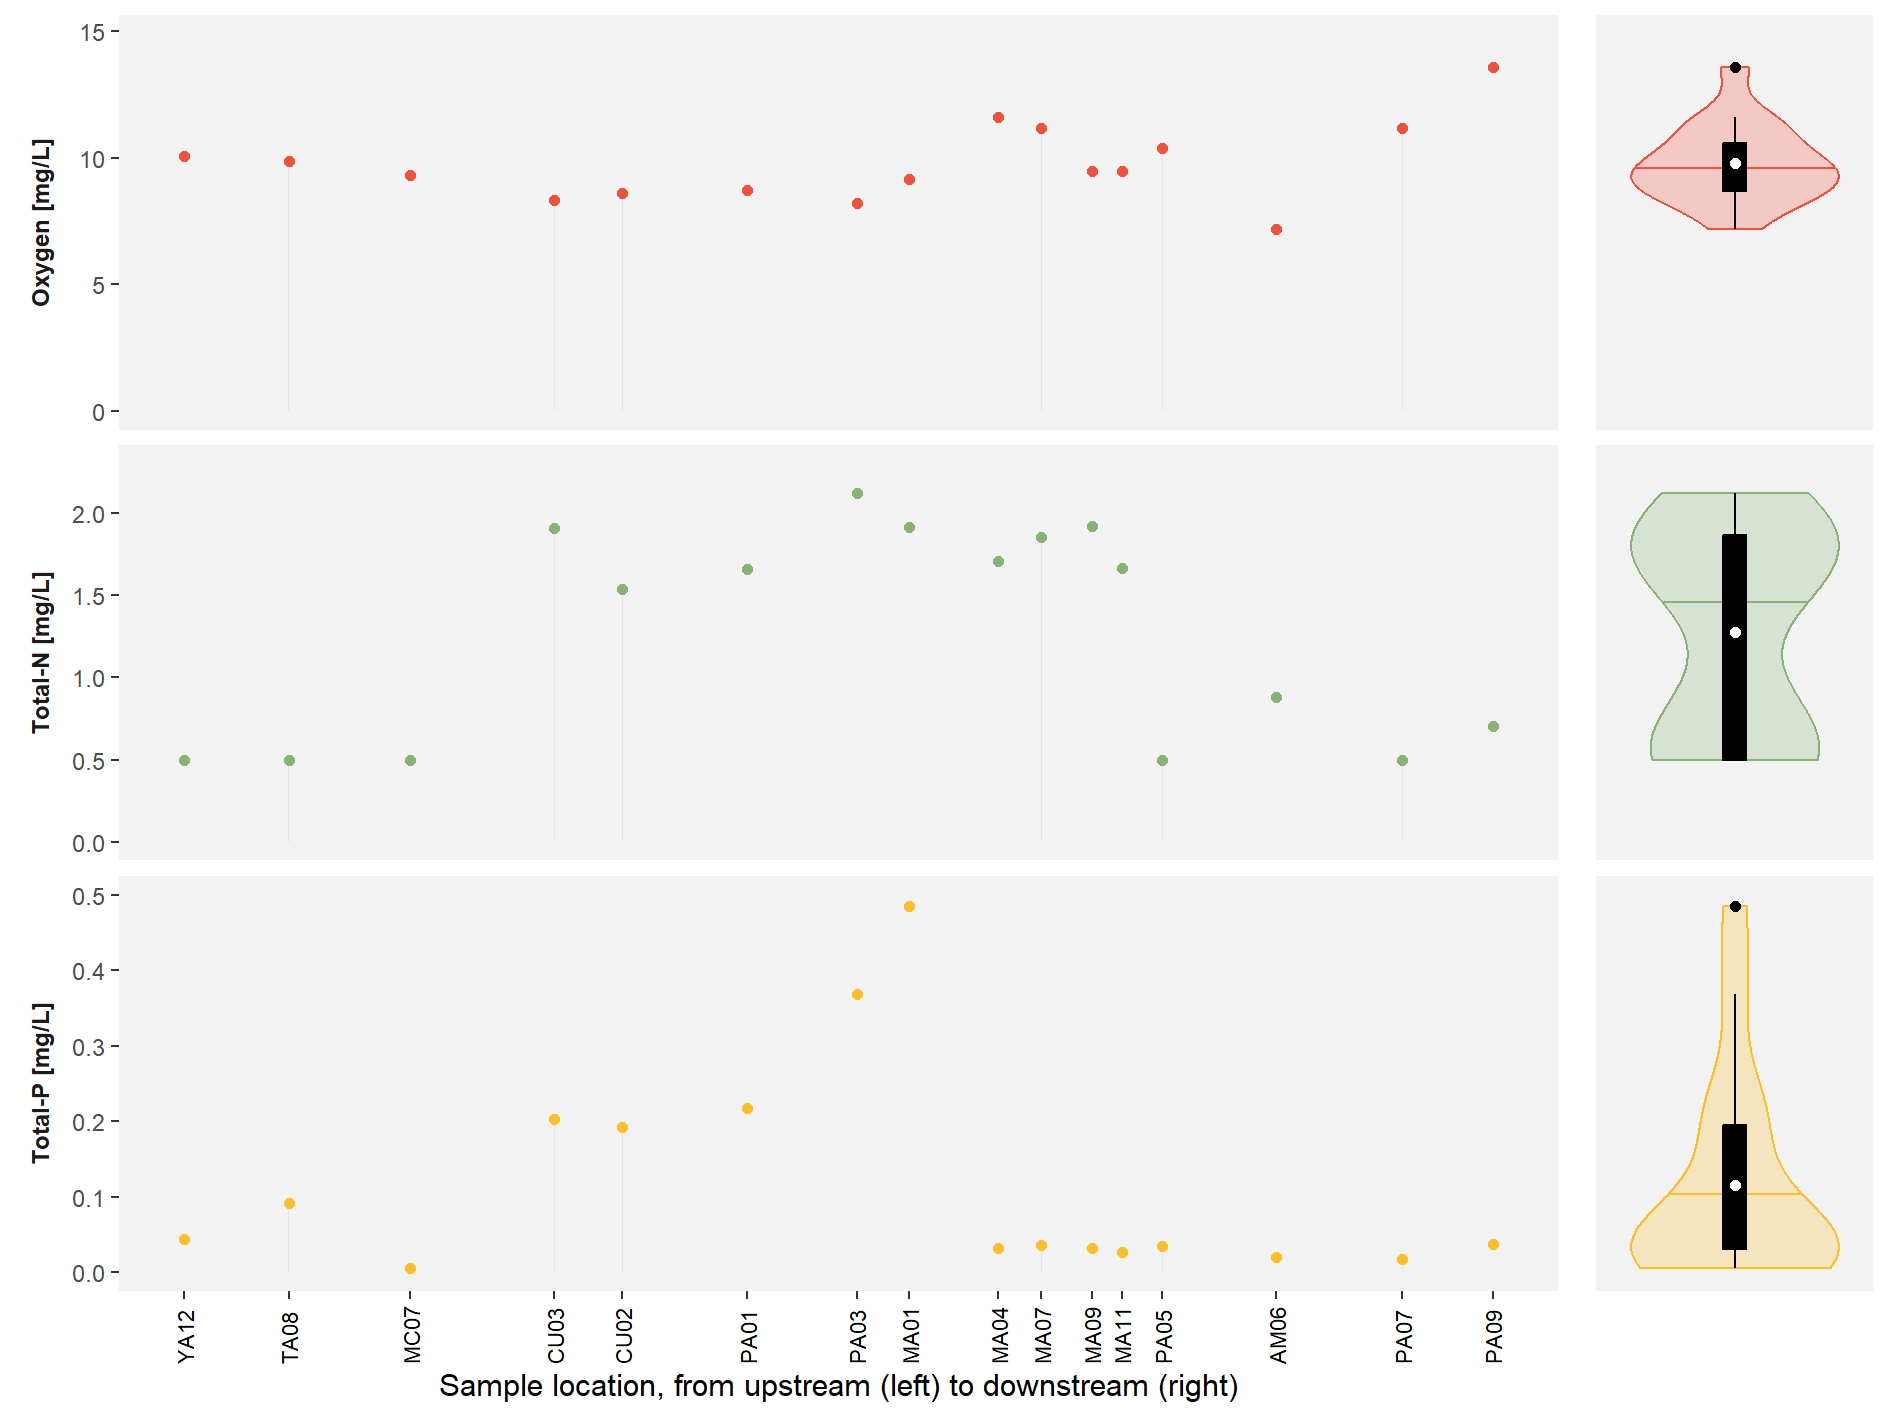 Oxygen [mg/L]
15
10
5
0
Total-N [mg/L]
2.0
1.5
1.0
0.5
0.0
Total-P [mg/L]
0.5
0.4
0.3
0.2
0.1
0.0
YA12
TA08
MC07
CU03
CU02
PA01
PA03
MA01
MA04
MA07
MA09
MA11
PA05
AM06
PA07
PA09
Sample location, from upstream (left) to downstream (right)